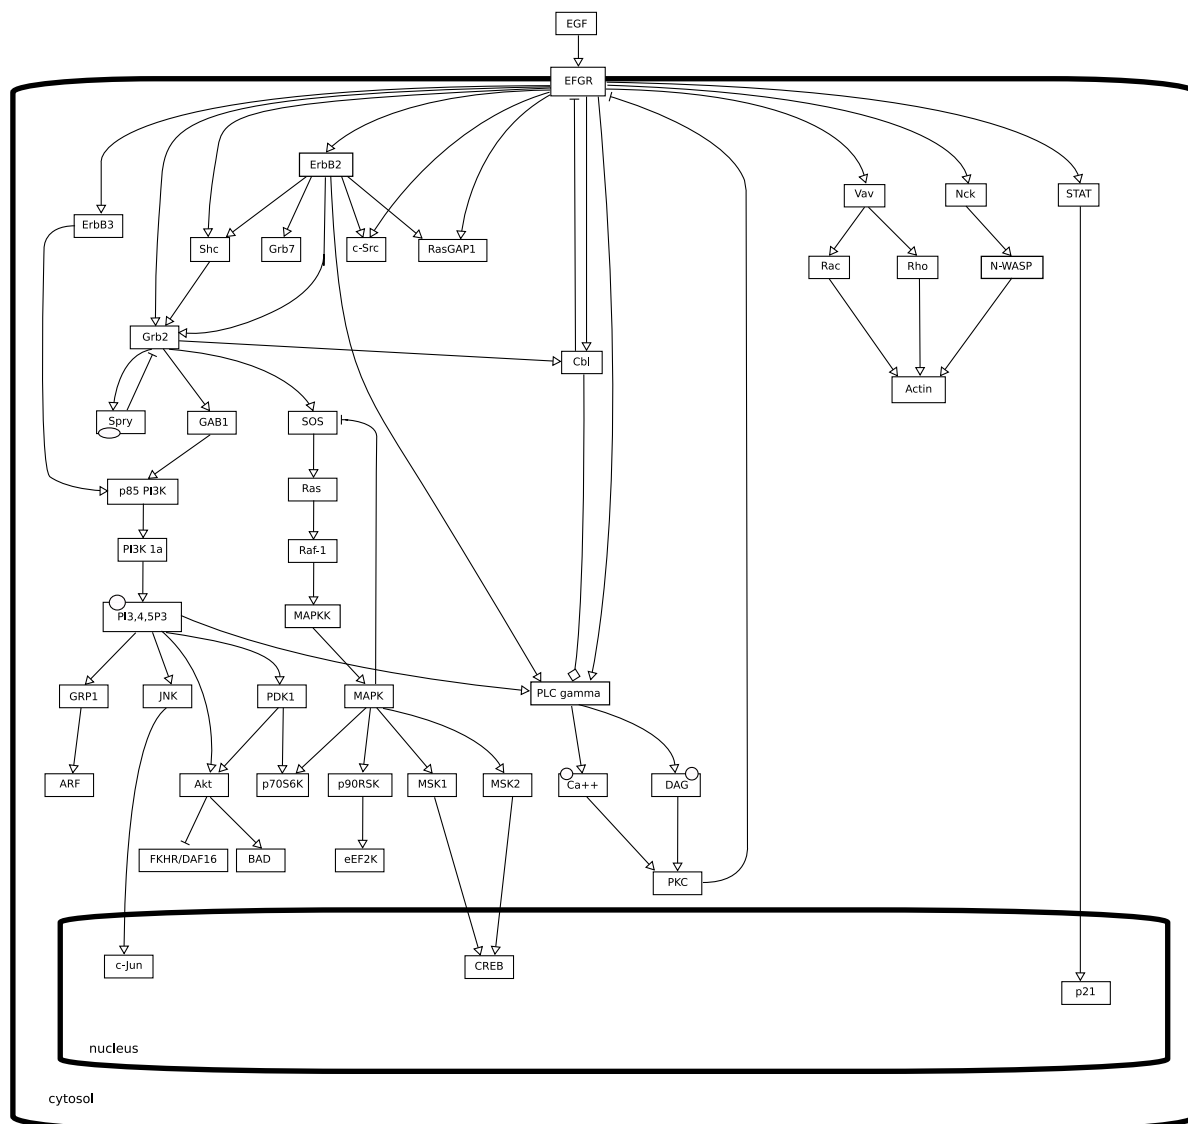 EGF
EFGR
ErbB2
Vav
Nck
STAT
ErbB3
Shc
Grb7
c-Src
RasGAP1
Rac
Rho
N-WASP
Grb2
Cbl
Actin
Spry
GAB1
SOS
p85 PI3K
Ras
PI3K 1a
Raf-1
PI3,4,5P3
MAPKK
GRP1
JNK
PDK1
MAPK
PLC gamma
ARF
Akt
p70S6K
p90RSK
MSK1
MSK2
Ca++
DAG
FKHR/DAF16
BAD
eEF2K
PKC
c-Jun
CREB
p21
nucleus
cytosol